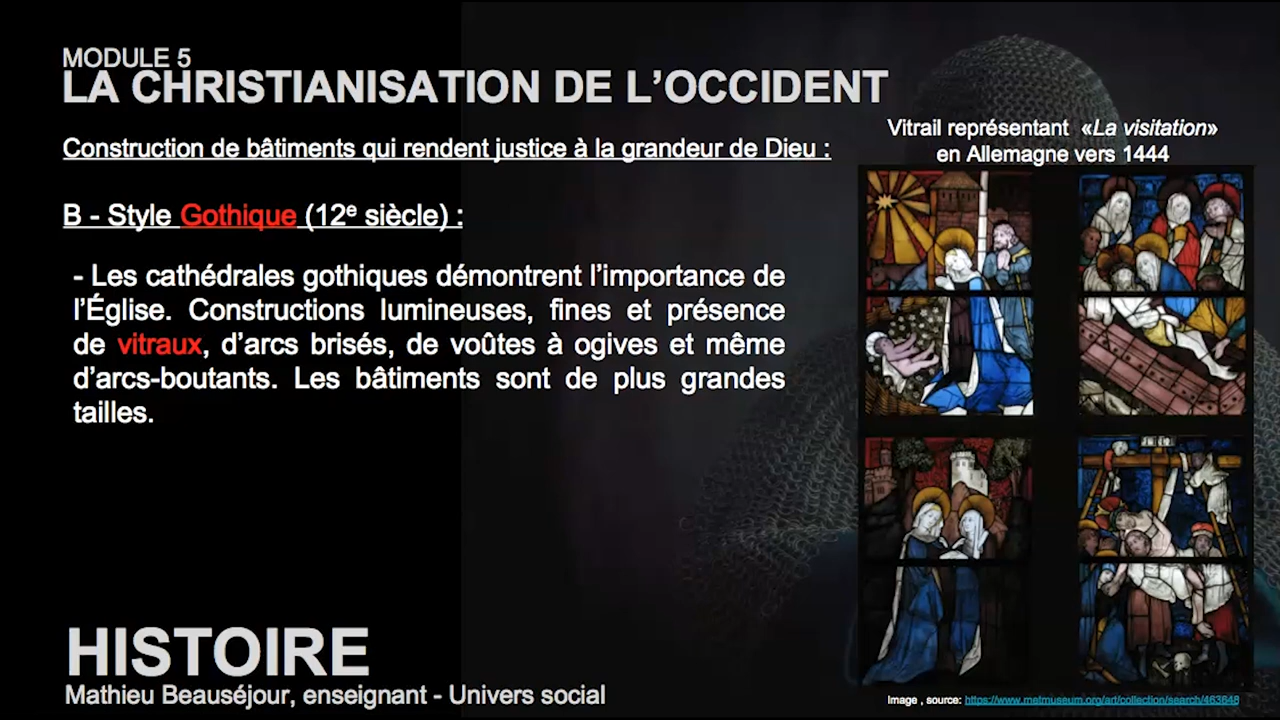 MODULE 5
LA CHRISTIANISATION DE L'OCCIDENT
Construction de bâtiments qui rendent justice à la grandeur de Dieu :
B - Style Gothique (12e siècle) :
- Les cathédrales gothiques démontrent l'importance de
l'Église. Constructions lumineuses, fines et présence
de vitraux, d'arcs brisés, de voûtes à ogives et même
d'arcs-boutants. Les bâtiments sont de plus grandes
tailles.
Vitrail représentant «La visitation»
en Allemagne vers 1444
HISTOIRE
Mathieu Beauséjour, enseignant - Univers social
Image , source: https://www.metmuseum.org/art/collection/search/463648